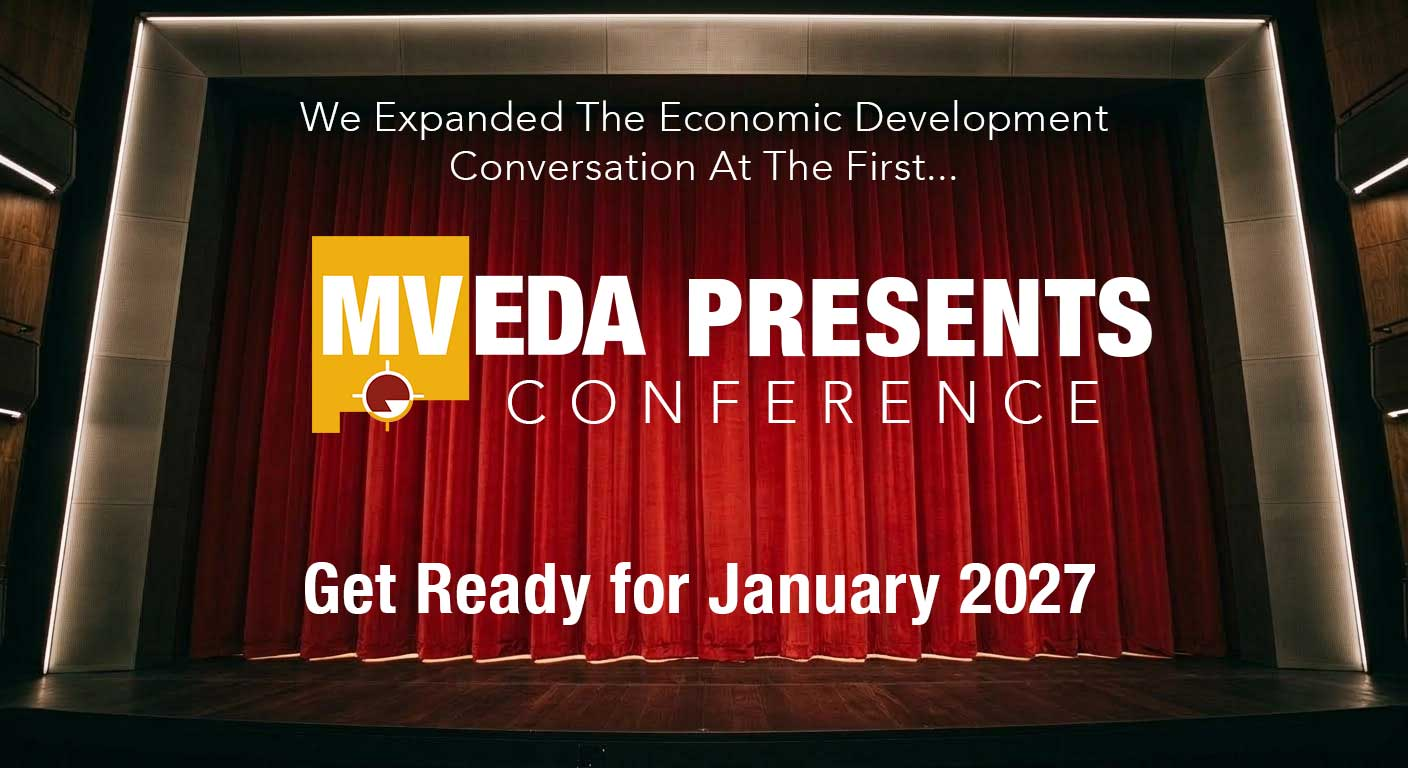 We Expanded The Economic Development
Conversation At The First...
MVEDA PRESENTS
CONFERENCE
Get Ready for January 2027